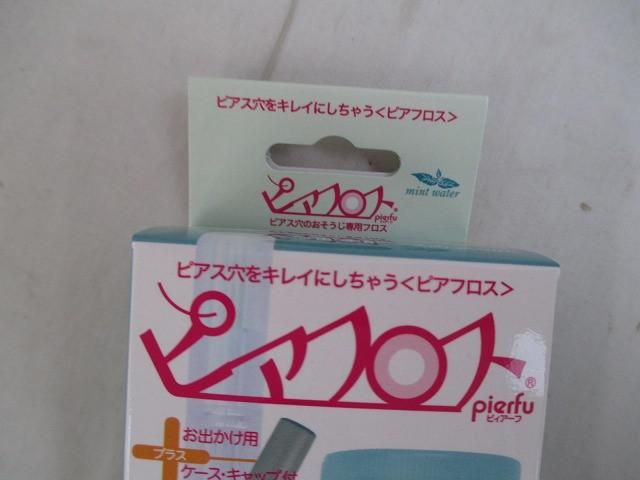 ピアス穴をキレイにしちゃう<ピアフロス>
mint water
ピアフロス®
pierfu
ピアス穴のおそうじ専用フロス
ピアス穴をキレイにしちゃう<ピアフロス>
ピアフロス®
pierfu
ピィアーフ
お出かけ用
プラス
ケース・キャップ付